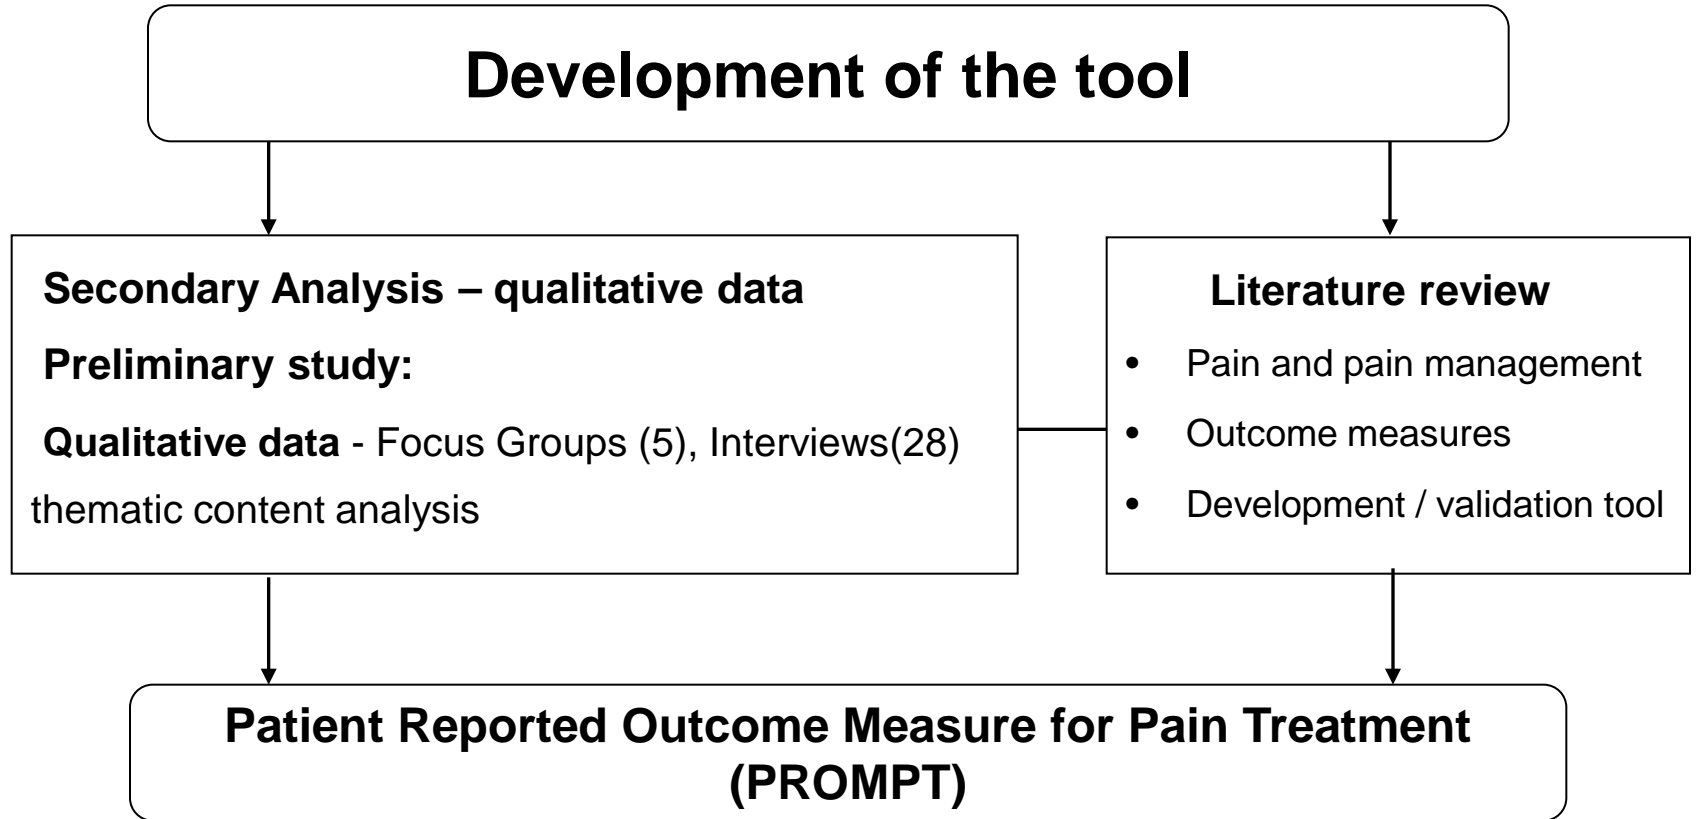 Development of the tool
Secondary Analysis – qualitative data
Preliminary study:
Qualitative data - Focus Groups (5), Interviews(28)
thematic content analysis
Literature review
• Pain and pain management
• Outcome measures
• Development / validation tool
Patient Reported Outcome Measure for Pain Treatment
(PROMPT)